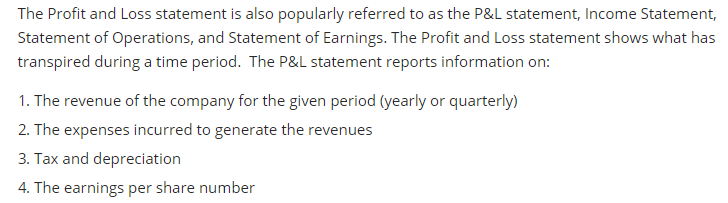 The Profit and Loss statement is also popularly referred to as the P&L statement, Income Statement,
Statement of Operations, and Statement of Earnings. The Profit and Loss statement shows what has
transpired during a time period.  The P&L statement reports information on:
1. The revenue of the company for the given period (yearly or quarterly)
2. The expenses incurred to generate the revenues
3. Tax and depreciation
4. The earnings per share number